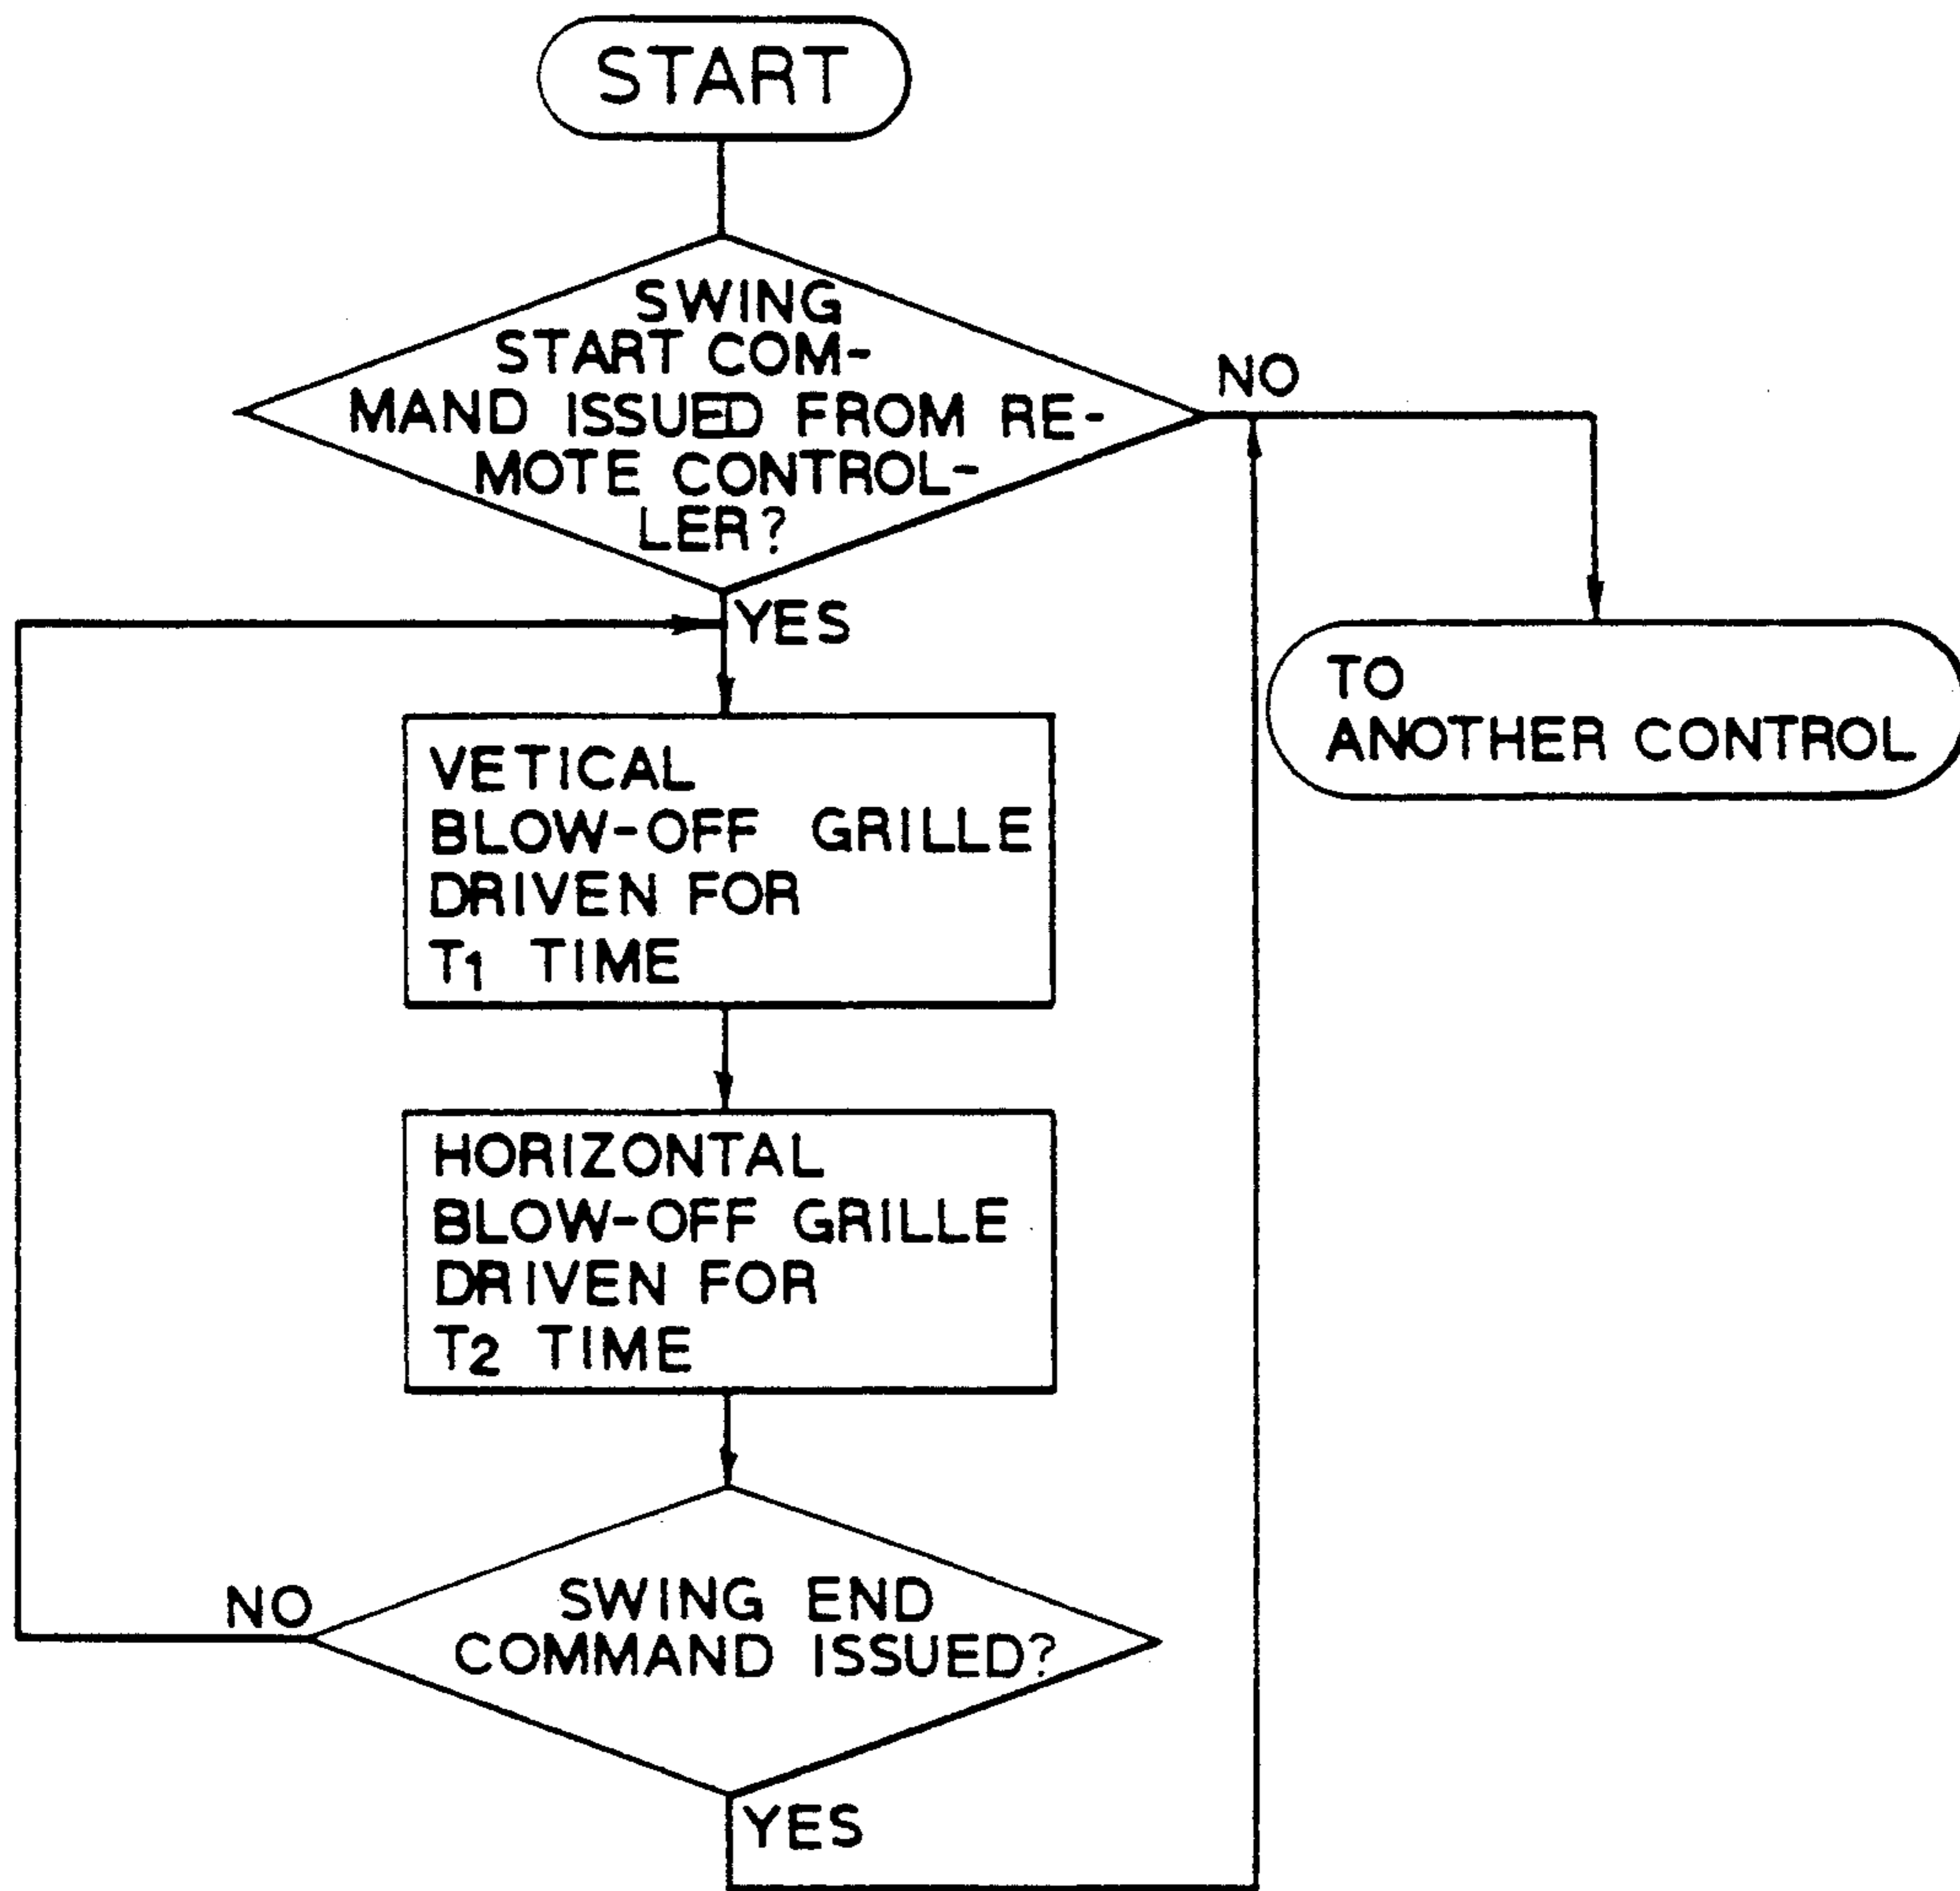 START
SWING
START COM-
MAND ISSUED FROM RE-
MOTE CONTROL-
LER?
NO
YES
TO
ANOTHER CONTROL
VETICAL
BLOW-OFF GRILLE
DRIVEN FOR
T1 TIME
HORIZONTAL
BLOW-OFF GRILLE
DRIVEN FOR
T2 TIME
NO
SWING END
COMMAND ISSUED?
YES